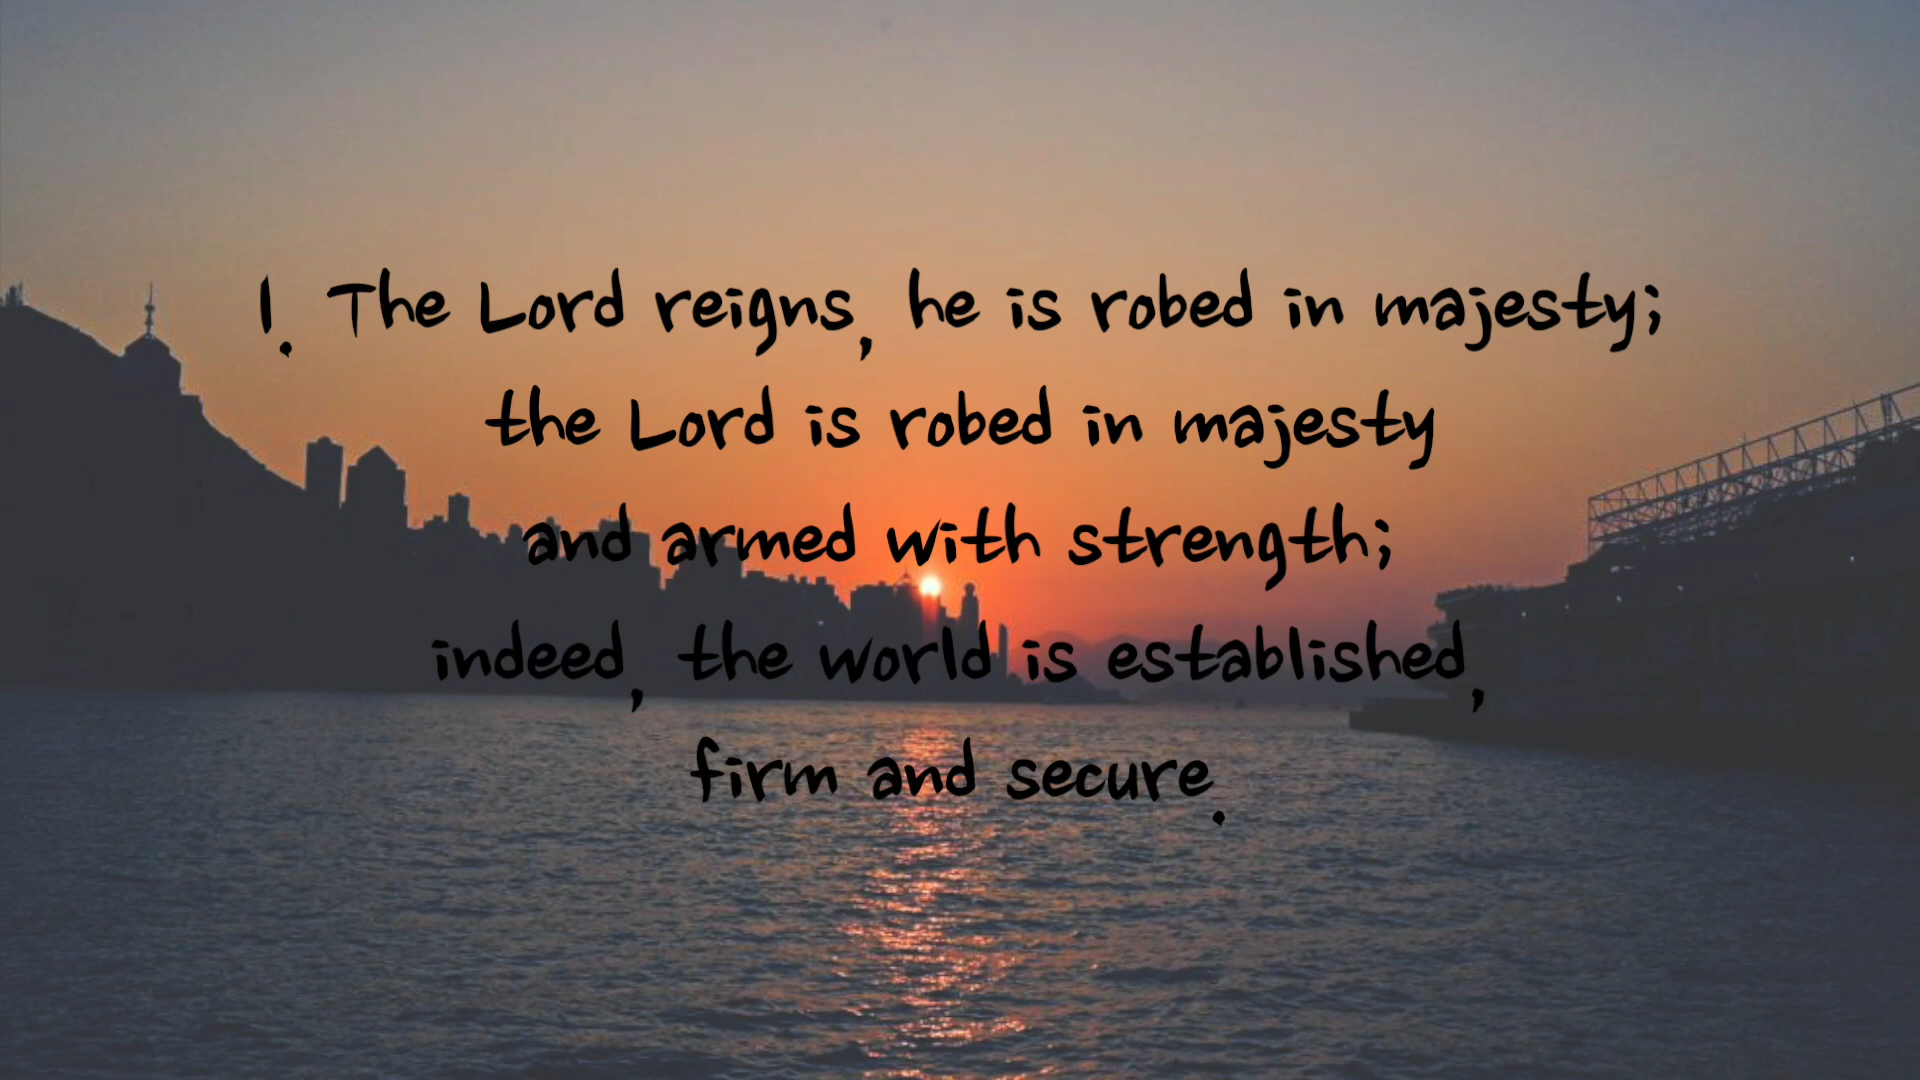 1. The Lord reigns, he is robed in majesty;
the Lord is robed in majesty
and armed with strength;
indeed, the world is established,
firm and secure.